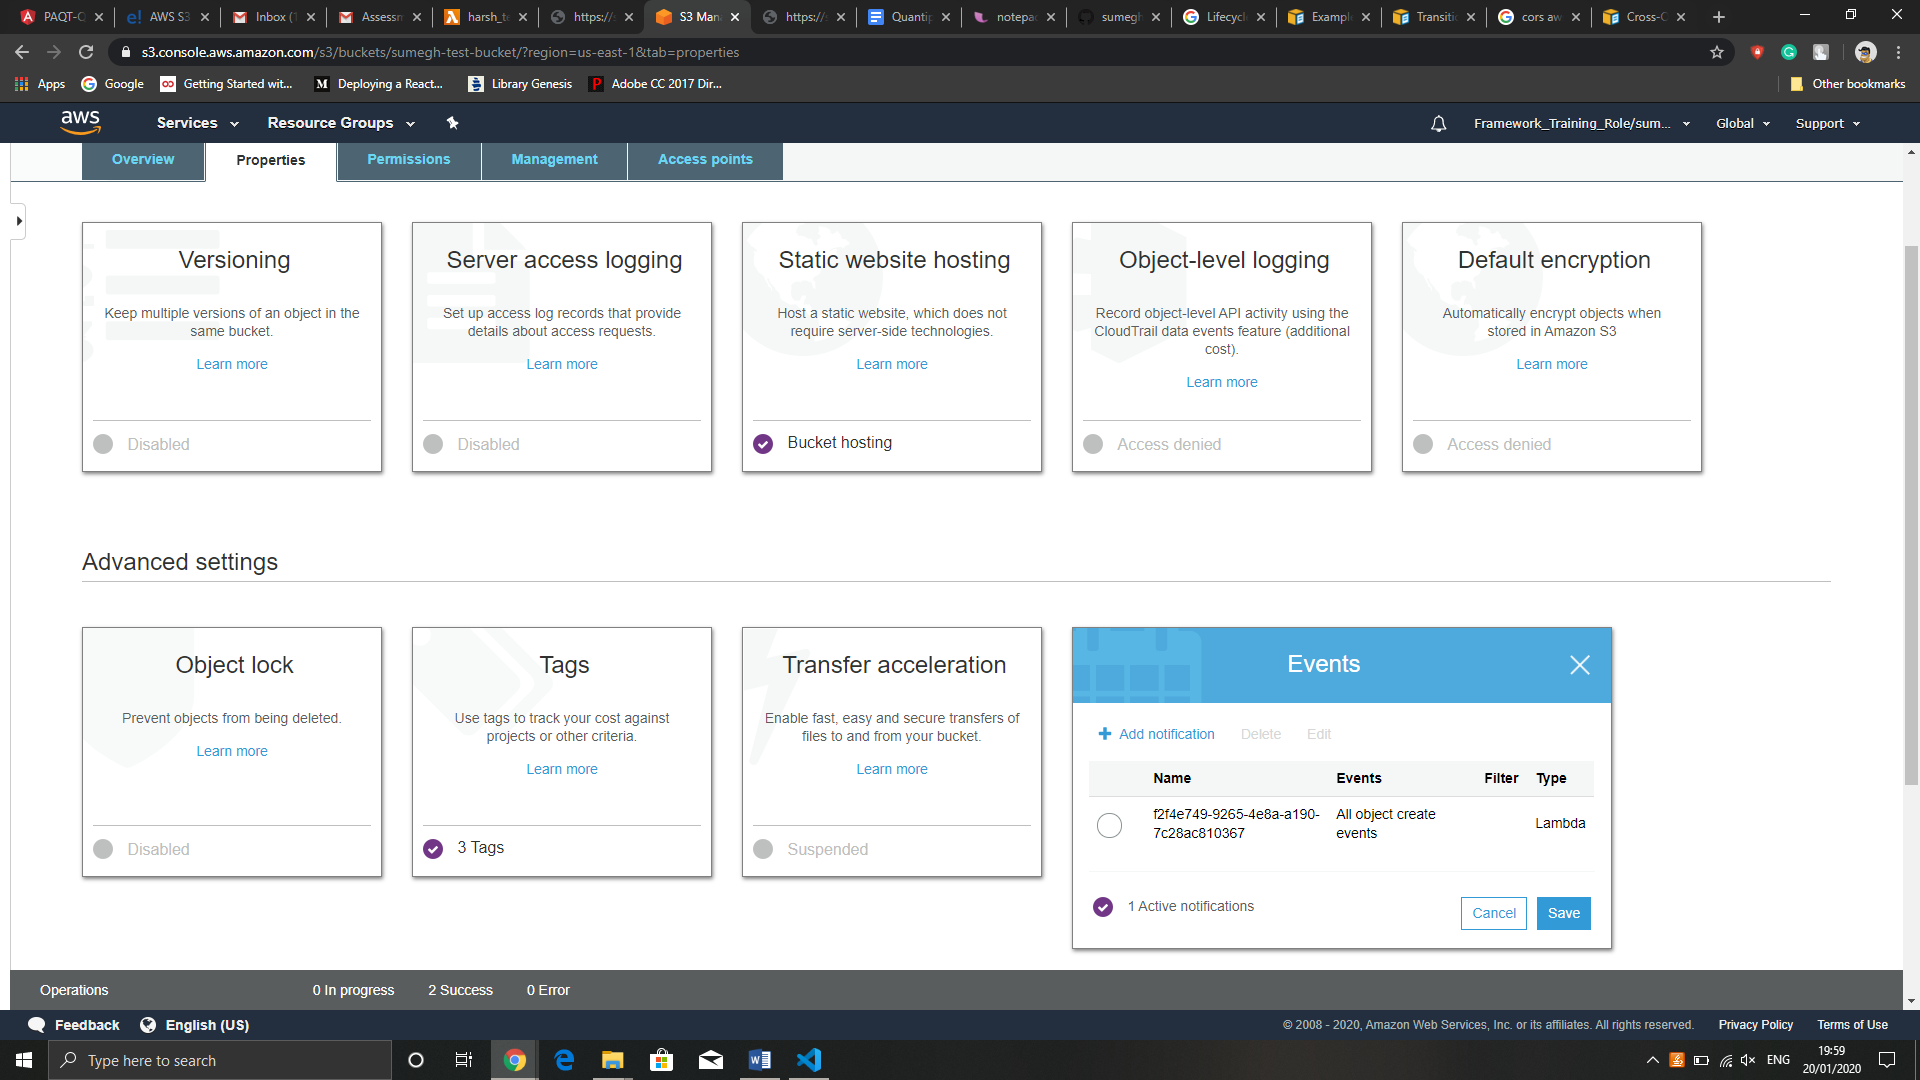 PAQT-C
AWS S3
Inbox (1
Assessm
harsh_te
https://s
S3 Mana
https://s
Quantip
notepad
sumegh
Lifecycle
Example
Transitio
cors aw
Cross-O
s3.console.aws.amazon.com/s3/buckets/sumegh-test-bucket/?region=us-east-1&tab=properties
Apps
Google
Getting Started wit...
Deploying a React...
Library Genesis
Adobe CC 2017 Dir...
Other bookmarks
aws
Services
Resource Groups
Framework_Training_Role/sum...
Global
Support
Overview
Properties
Permissions
Management
Access points
Versioning
Keep multiple versions of an object in the
same bucket.
Learn more
Disabled
Server access logging
Set up access log records that provide
details about access requests.
Learn more
Disabled
Static website hosting
Host a static website, which does not
require server-side technologies.
Learn more
Bucket hosting
Object-level logging
Record object-level API activity using the
CloudTrail data events feature (additional
cost).
Learn more
Access denied
Default encryption
Automatically encrypt objects when
stored in Amazon S3
Learn more
Access denied
Advanced settings
Object lock
Prevent objects from being deleted.
Learn more
Disabled
Tags
Use tags to track your cost against
projects or other criteria.
Learn more
3 Tags
Transfer acceleration
Enable fast, easy and secure transfers of
files to and from your bucket.
Learn more
Suspended
Events
Add notification
Delete
Edit
Name Events Filter Type
f2f4e749-9265-4e8a-a190-
7c28ac810367
All object create
events
Lambda
1 Active notifications
Cancel
Save
Operations
0 In progress
2 Success
0 Error
Feedback
English (US)
© 2008 - 2020, Amazon Web Services, Inc. or its affiliates. All rights reserved.
Privacy Policy
Terms of Use
Type here to search
ENG
19:59
20/01/2020